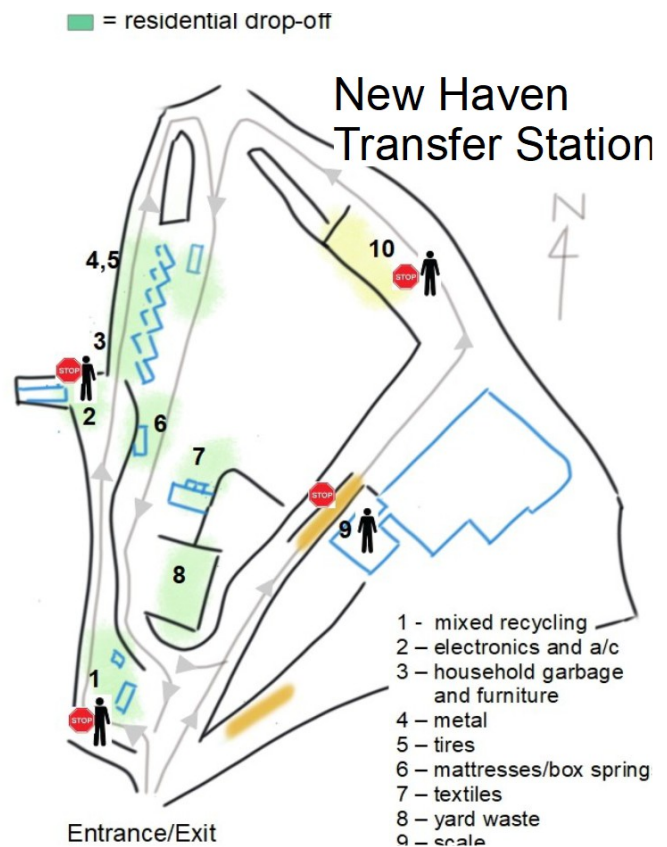 = residential drop-off
New Haven
Transfer Station
N
10
STOP
4,5
3
STOP
2
6
7
STOP
9
8
1
STOP
1 - mixed recycling
2 – electronics and a/c
3 – household garbage
and furniture
4 – metal
5 – tires
6 – mattresses/box spring
7 – textiles
8 – yard waste
9 – scale
Entrance/Exit